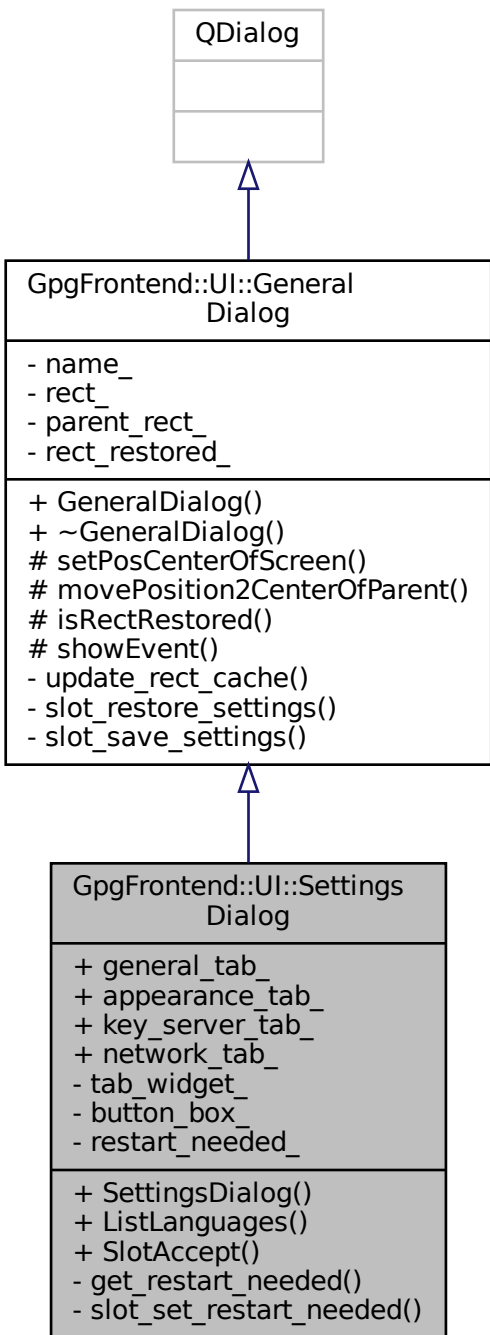 QDialog
GpgFrontend::UI::General
Dialog
- name_
- rect_
- parent_rect_
- rect_restored_
+ GeneralDialog()
+ ~GeneralDialog()
# setPosCenterOfScreen()
# movePosition2CenterOfParent()
# isRectRestored()
# showEvent()
- update_rect_cache()
- slot_restore_settings()
- slot_save_settings()
GpgFrontend::UI::Settings
Dialog
+ general_tab_
+ appearance_tab_
+ key_server_tab_
+ network_tab_
- tab_widget_
- button_box_
- restart_needed_
+ SettingsDialog()
+ ListLanguages()
+ SlotAccept()
- get_restart_needed()
- slot_set_restart_needed()